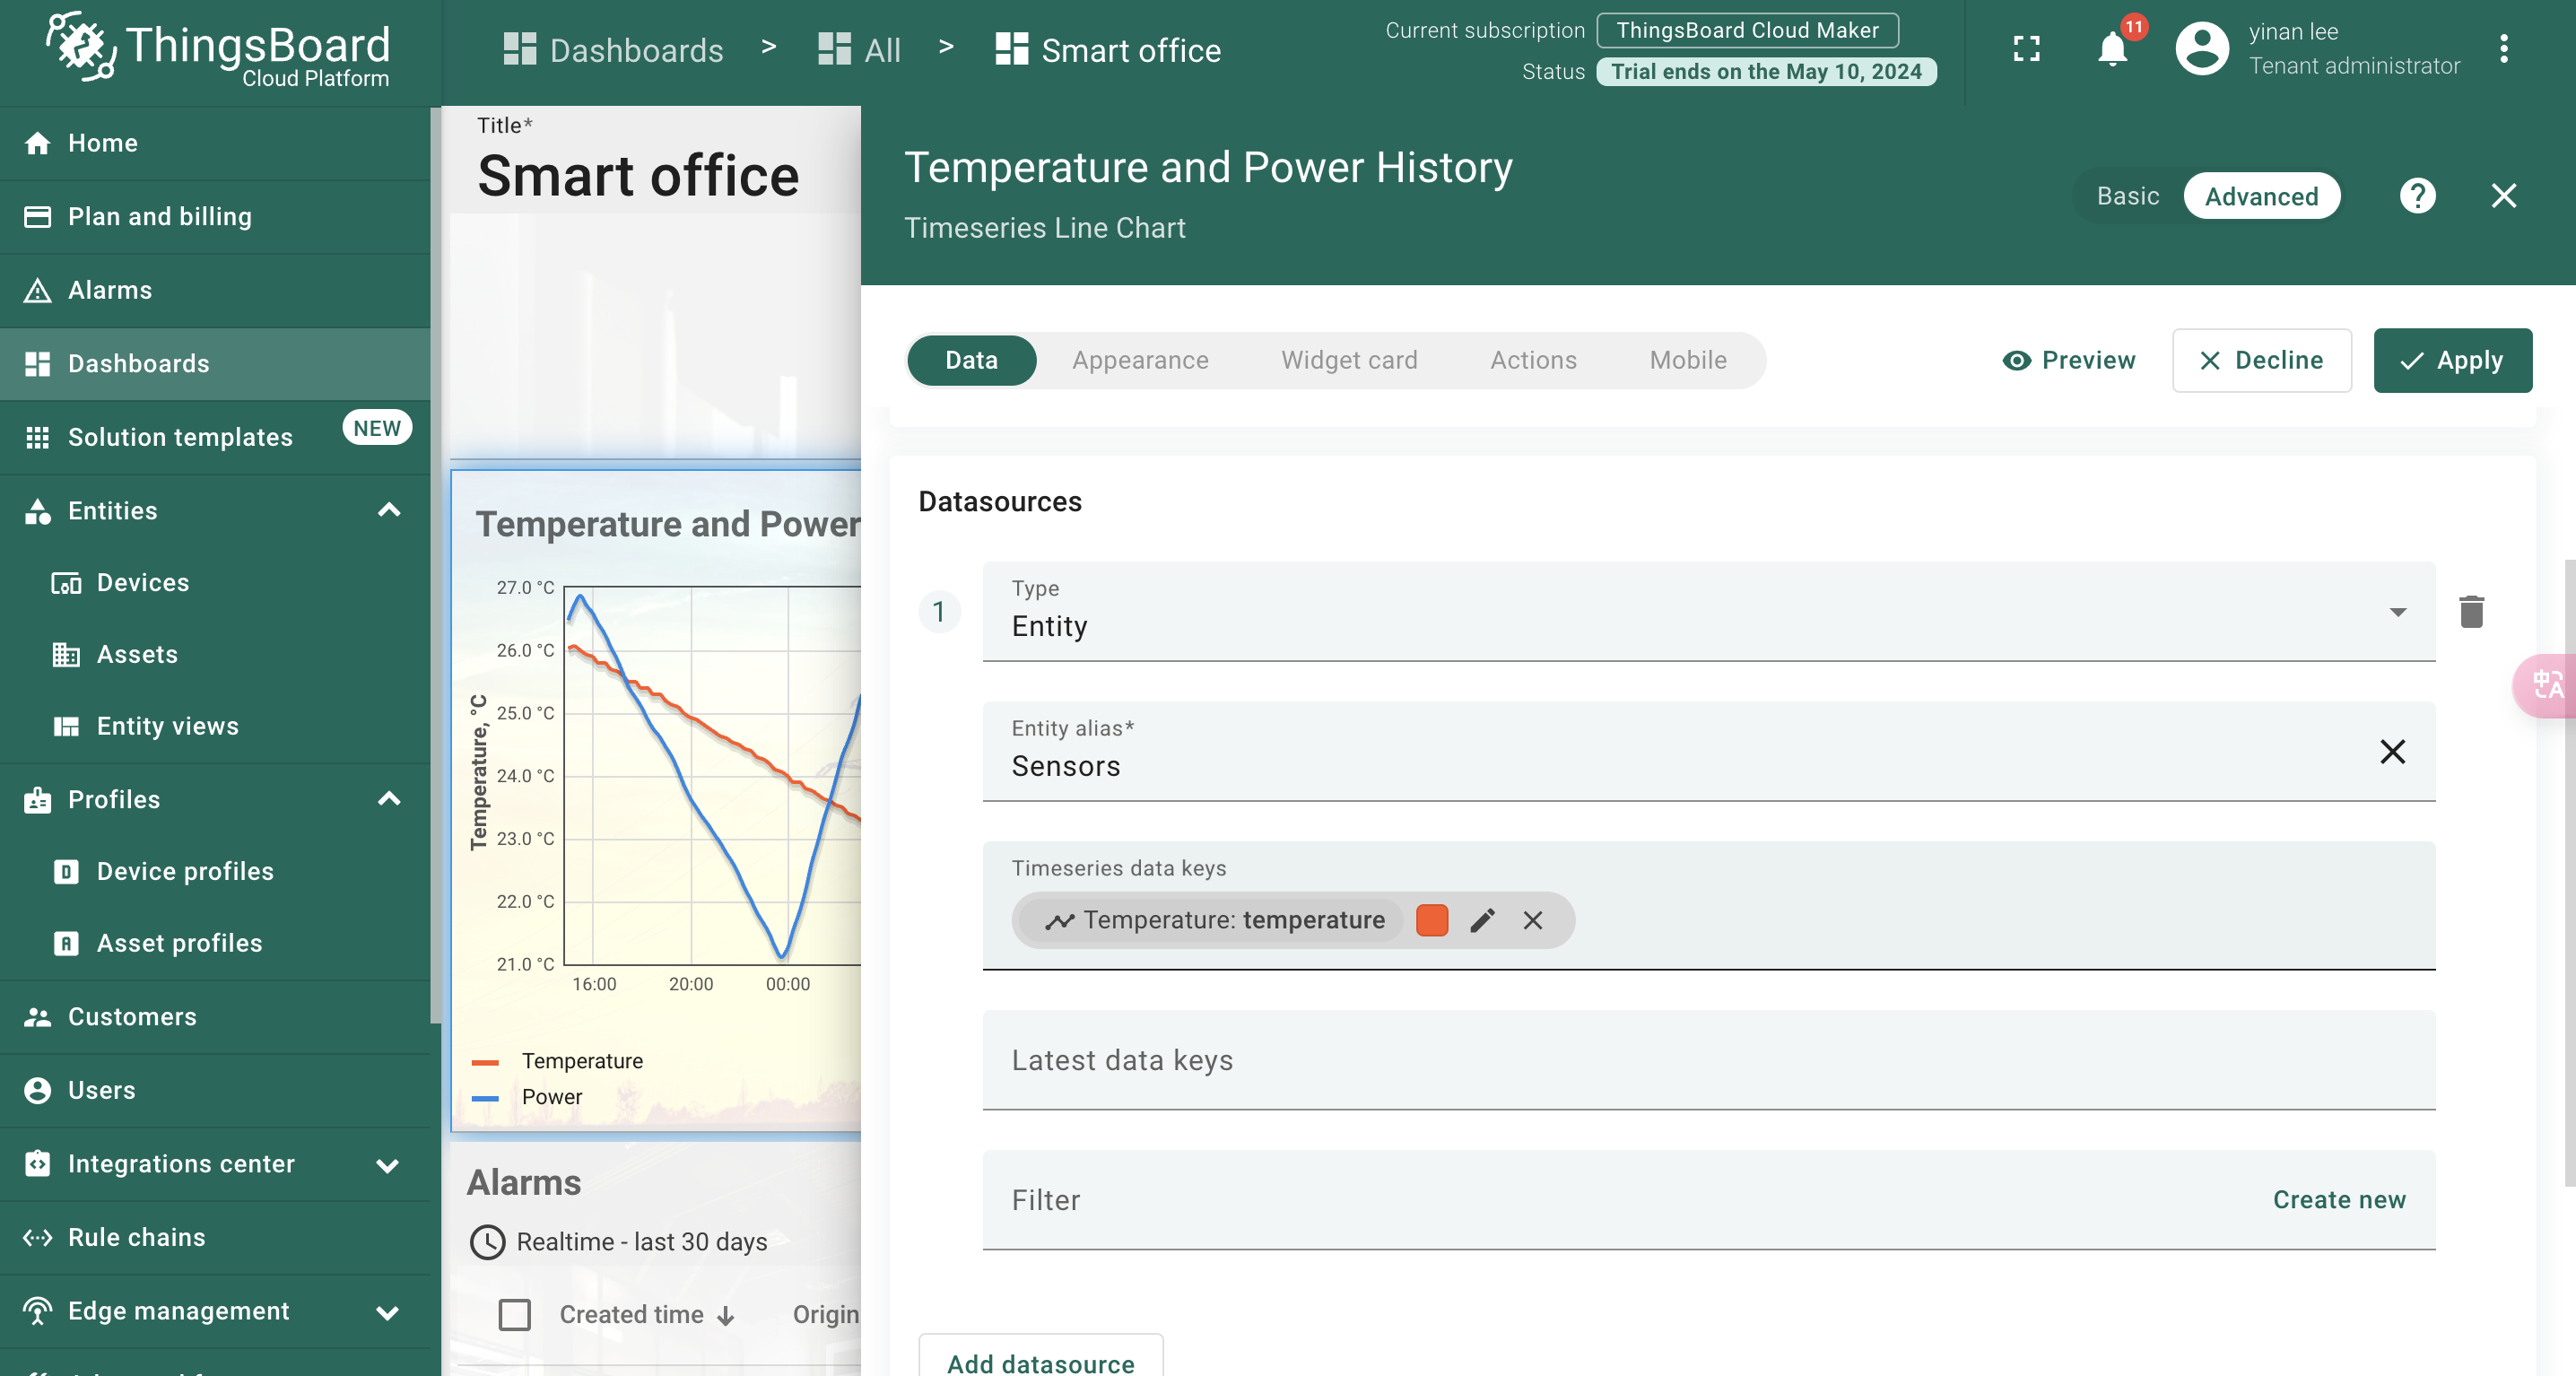 ThingsBoard
Cloud Platform
Dashboards > All > Smart office
Current subscription ThingsBoard Cloud Maker
Status Trial ends on the May 10, 2024
11
yinan lee
Tenant administrator
Home
Plan and billing
Alarms
Dashboards
Solution templates NEW
Entities
Devices
Assets
Entity views
Profiles
Device profiles
Asset profiles
Customers
Users
Integrations center
Rule chains
Edge management
Title*
Smart office
Temperature and Power
27.0 °C
26.0 °C
25.0 °C
24.0 °C
23.0 °C
22.0 °C
21.0 °C
Temperature, °C
16:00 20:00 00:00
Temperature
Power
Alarms
Realtime - last 30 days
Created time Origin
Temperature and Power History
Timeseries Line Chart
Basic Advanced
Data Appearance Widget card Actions Mobile
Preview Decline Apply
Datasources
1
Type
Entity
Entity alias*
Sensors
Timeseries data keys
Temperature: temperature
Latest data keys
Filter Create new
Add datasource
中A